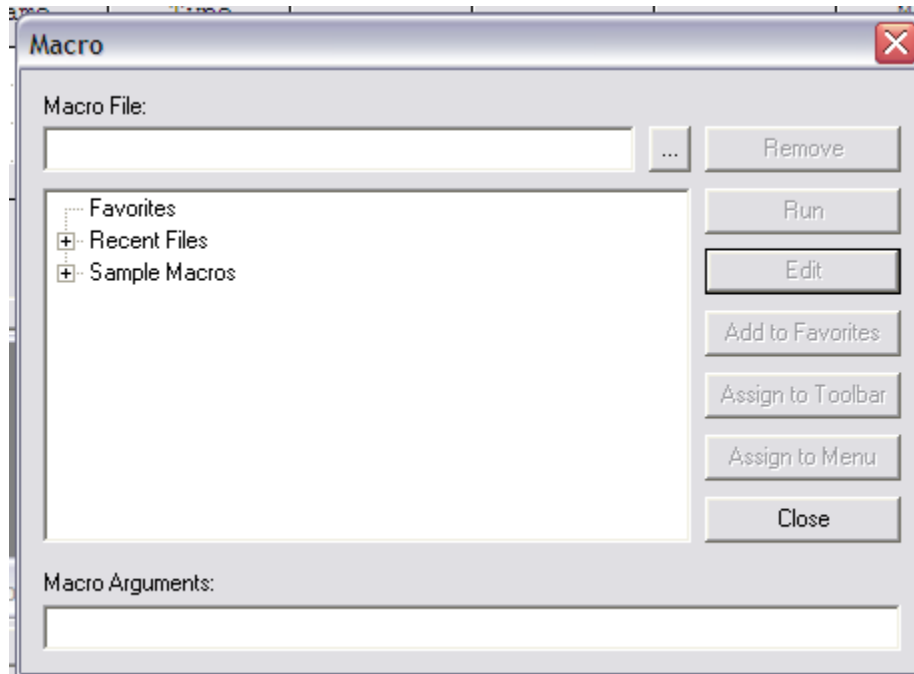 Type
Macro
Macro File:
...
Remove
Favorites
Run
Recent Files
Sample Macros
Edit
Add to Favorites
Assign to Toolbar
Assign to Menu
Close
Macro Arguments: